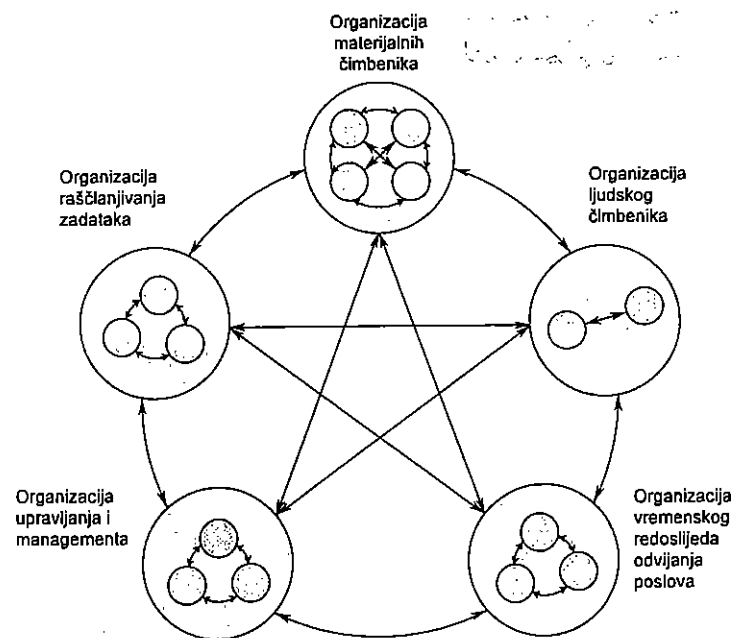 Organizacija
materijalnih
čimbenika
Organizacija
raščlanjivanja
zadataka
Organizacija
ljudskog
čimbenika
Organizacija
upravljanja i
managementa
Organizacija
vremenskog
redoslijeda
odvijanja
poslova